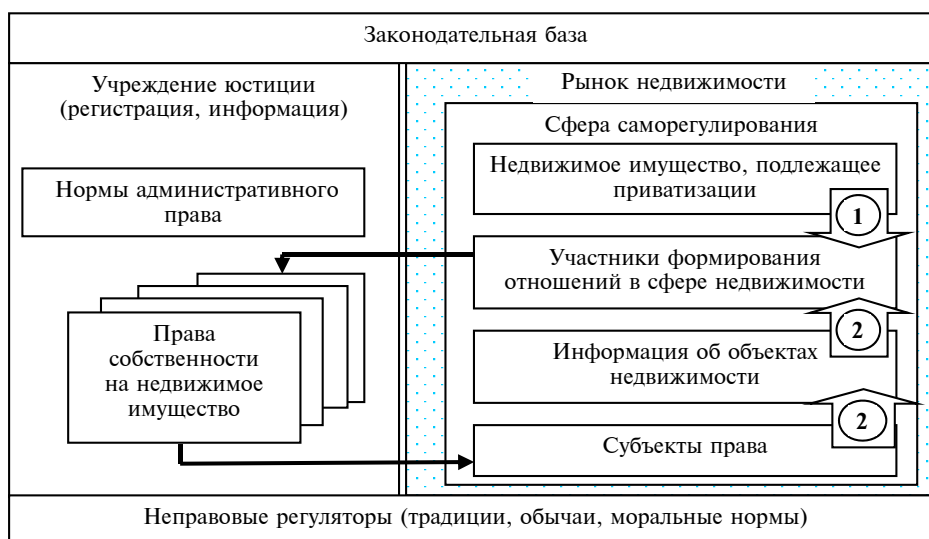 Законодательная база
Учреждение юстиции
(регистрация, информация)
Нормы административного
права
Права
собственности
на недвижимое
имущество
Рынок недвижимости
Сфера саморегулирования
Недвижимое имущество, подлежащее
приватизации
1
Участники формирования
отношений в сфере недвижимости
2
Информация об объектах
недвижимости
2
Субъекты права
Неправовые регуляторы (традиции, обычаи, моральные нормы)